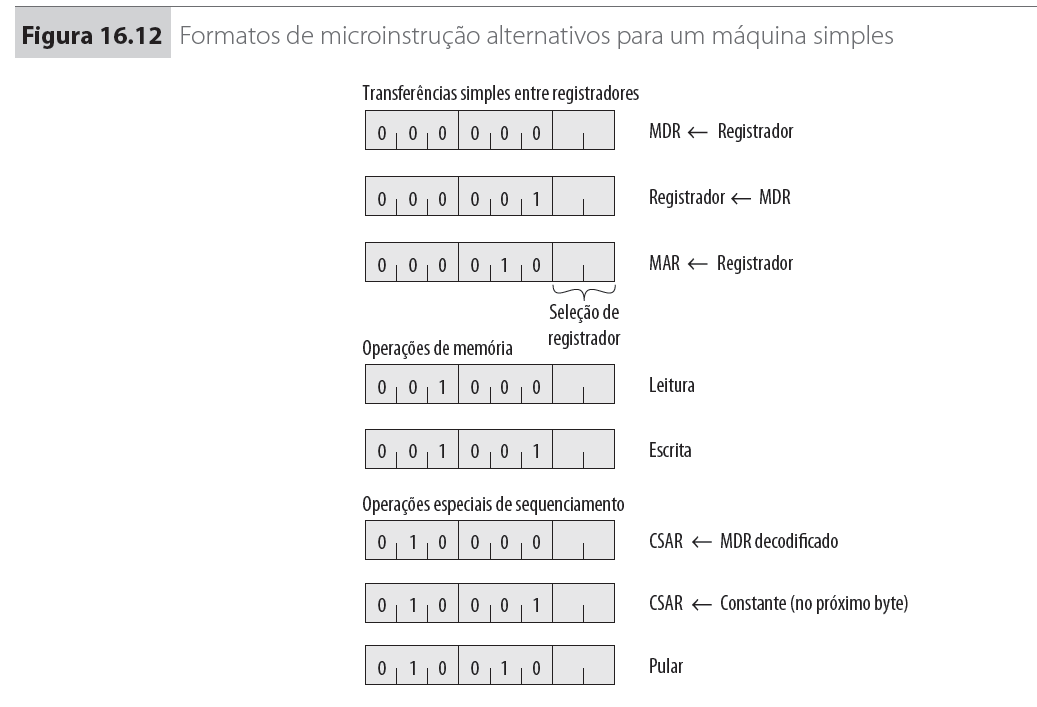 Figura 16.12 Formatos de microinstrução alternativos para um máquina simples
Transferências simples entre registradores
0 0 0 0 0 0 MDR ← Registrador
0 0 0 0 0 1 Registrador ← MDR
0 0 0 0 1 0 MAR ← Registrador
Seleção de
registrador
Operações de memória
0 0 1 0 0 0 Leitura
0 0 1 0 0 1 Escrita
Operações especiais de sequenciamento
0 1 0 0 0 0 CSAR ← MDR decodificado
0 1 0 0 0 1 CSAR ← Constante (no próximo byte)
0 1 0 0 1 0 Pular